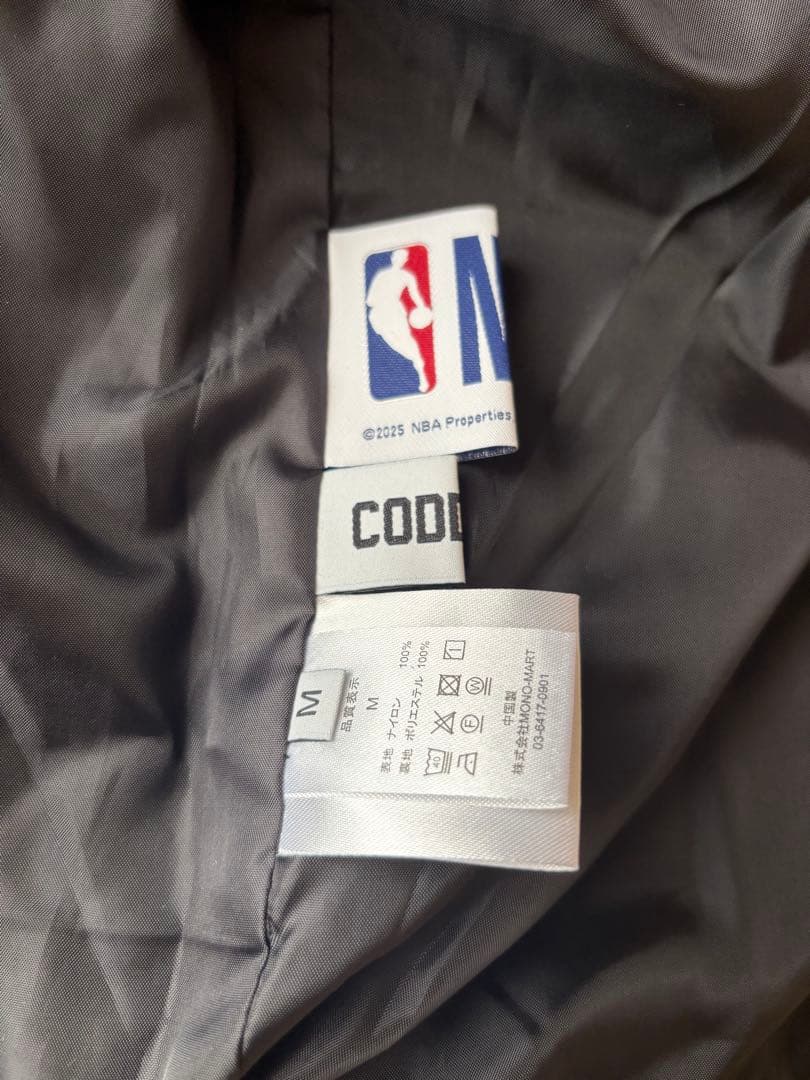 ©2025 NBA Properties
M
品質表示
M
表地 ナイロン 100%
裏地 ポリエステル 100%
40
F
W
中国製
株式会社MONO-MART
03-6417-0901